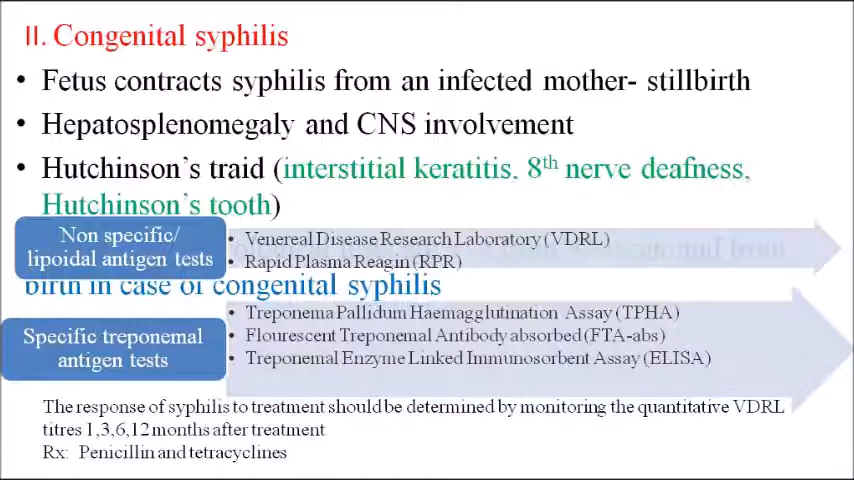 II. Congenital syphilis
• Fetus contracts syphilis from an infected mother- stillbirth
• Hepatosplenomegaly and CNS involvement
• Hutchinson’s traid (interstitial keratitis, 8th nerve deafness,
Hutchinson’s tooth)
Non specific/
lipoidal antigen tests
• Venereal Disease Research Laboratory (VDRL)
• Rapid Plasma Reagin (RPR)
from
birth in case of congenital syphilis
Specific treponemal
antigen tests
• Treponema Pallidum Haemagglutination Assay (TPHA)
• Flourescent Treponemal Antibody absorbed (FTA-abs)
• Treponemal Enzyme Linked Immunosorbent Assay (ELISA)
The response of syphilis to treatment should be determined by monitoring the quantitative VDRL
titres 1,3,6,12 months after treatment
Rx: Penicillin and tetracyclines